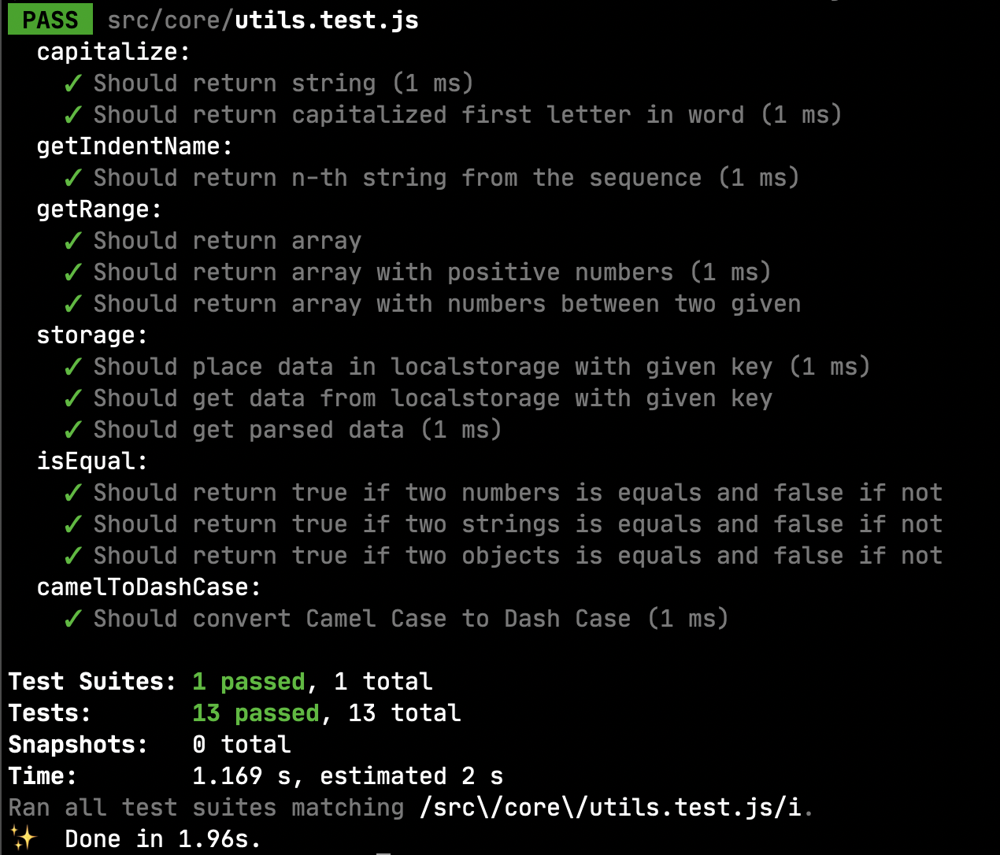 PASS src/core/utils.test.js
capitalize:
✓ Should return string (1 ms)
✓ Should return capitalized first letter in word (1 ms)
getIndentName:
✓ Should return n-th string from the sequence (1 ms)
getRange:
✓ Should return array
✓ Should return array with positive numbers (1 ms)
✓ Should return array with numbers between two given
storage:
✓ Should place data in localstorage with given key (1 ms)
✓ Should get data from localstorage with given key
✓ Should get parsed data (1 ms)
isEqual:
✓ Should return true if two numbers is equals and false if not
✓ Should return true if two strings is equals and false if not
✓ Should return true if two objects is equals and false if not
camelToDashCase:
✓ Should convert Camel Case to Dash Case (1 ms)
Test Suites: 1 passed, 1 total
Tests: 13 passed, 13 total
Snapshots: 0 total
Time: 1.169 s, estimated 2 s
Ran all test suites matching /src\/core\/utils.test.js/i.
✨ Done in 1.96s.